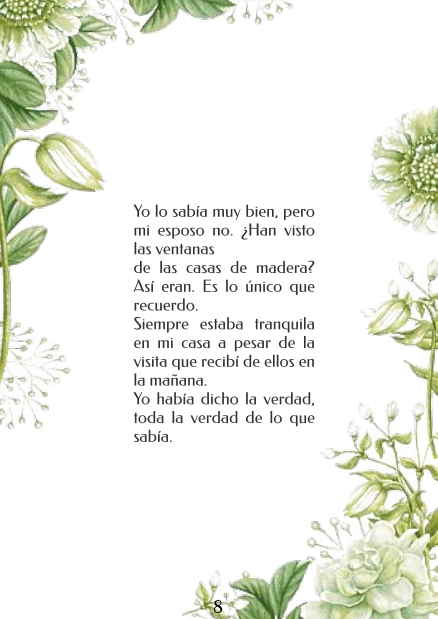 Yo lo sabía muy bien, pero
mi esposo no. ¿Han visto
las ventanas
de las casas de madera?
Así eran. Es lo único que
recuerdo.
Siempre estaba tranquila
en mi casa a pesar de la
visita que recibí de ellos en
la mañana.
Yo había dicho la verdad,
toda la verdad de lo que
sabía.
8